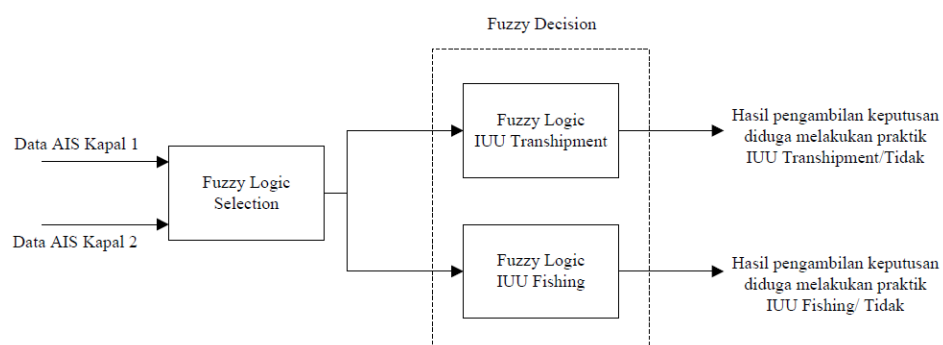 Fuzzy Decision
Data AIS Kapal 1
Data AIS Kapal 2
Fuzzy Logic
Selection
Fuzzy Logic
IUU Transhipment
Hasil pengambilan keputusan
diduga melakukan praktik
IUU Transhipment/Tidak
Fuzzy Logic
IUU Fishing
Hasil pengambilan keputusan
diduga melakukan praktik
IUU Fishing/ Tidak